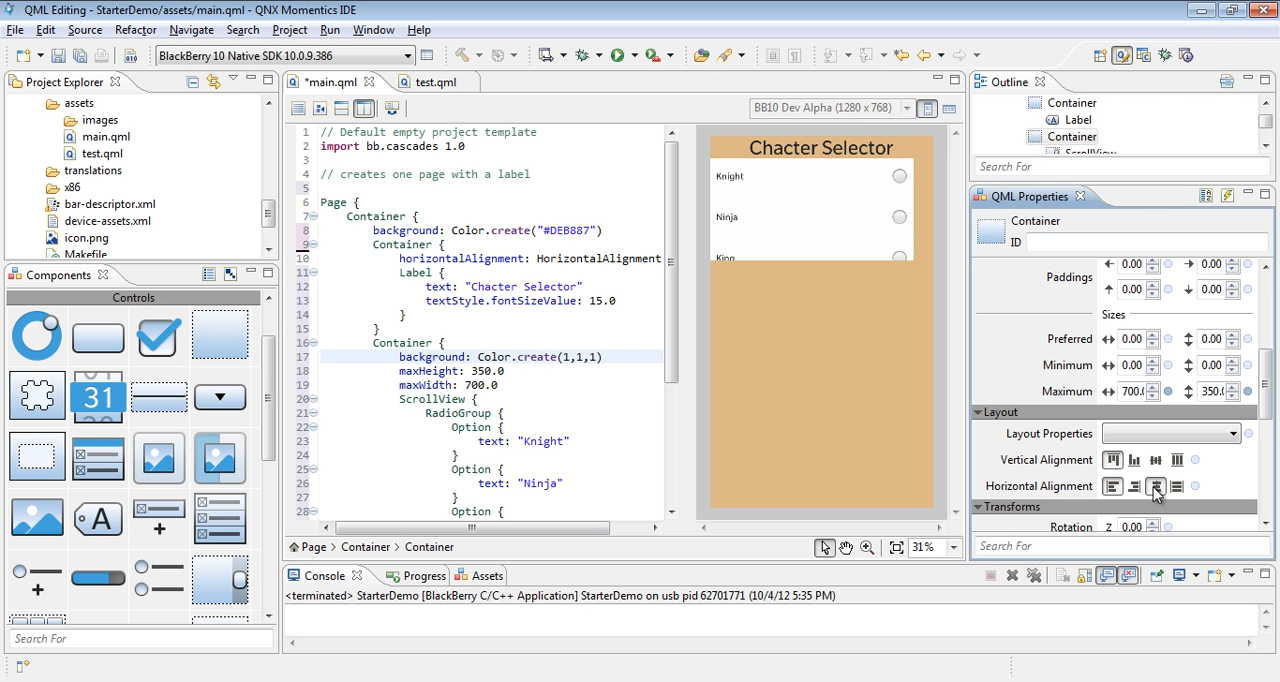 QML Editing - StarterDemo/assets/main.qml - QNX Momentics IDE
File Edit Source Refactor Navigate Search Project Run Window Help
BlackBerry 10 Native SDK 10.0.9.386
Project Explorer
assets
images
main.qml
test.qml
translations
x86
bar-descriptor.xml
device-assets.xml
icon.png
Makefile
Components
Controls
31
A
Search For
*main.qml
test.qml
BB10 Dev Alpha (1280 x 768)
1 // Default empty project template
2 import bb.cascades 1.0
3
4 // creates one page with a label
5
6 Page {
7 Container {
8 background: Color.create("#DEB887")
9 Container {
10 horizontalAlignment: HorizontalAlignment
11 Label {
12 text: "Chacter Selector"
13 textStyle.fontSizeValue: 15.0
14 }
15 }
16 Container {
17 background: Color.create(1,1,1)
18 maxHeight: 350.0
19 maxWidth: 700.0
20 ScrollView {
21 RadioGroup {
22 Option {
23 text: "Knight"
24 }
25 Option {
26 text: "Ninja"
27 }
28 Option {
Chacter Selector
Knight
Ninja
King
Page > Container > Container
31%
Console
Progress
Assets
<terminated> StarterDemo [BlackBerry C/C++ Application] StarterDemo on usb pid 62701771 (10/4/12 5:35 PM)
Outline
Container
Label
Container
ScrollView
Search For
QML Properties
Container
ID
Paddings 0.00 0.00
0.00 0.00
Sizes
Preferred 0.00 0.00
Minimum 0.00 0.00
Maximum 700.( 350.(
Layout
Layout Properties
Vertical Alignment
Horizontal Alignment
Transforms
Rotation Z 0.00
Search For